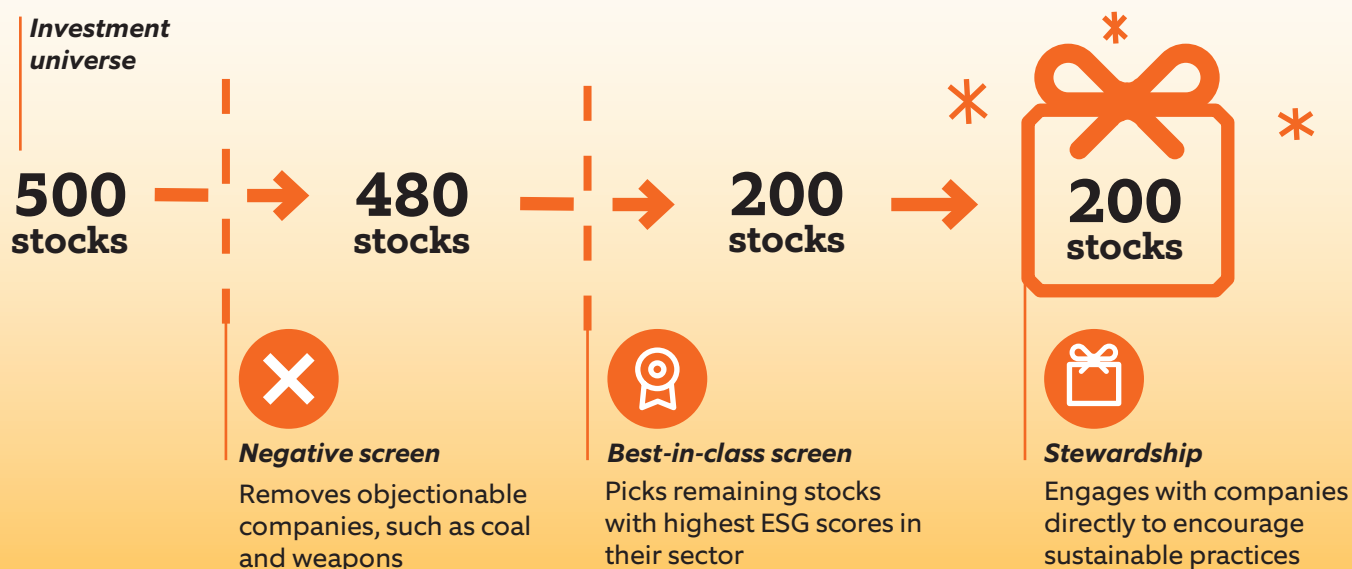 Investment
universe
500
stocks
480
stocks
200
stocks
200
stocks
Negative screen
Removes objectionable
companies, such as coal
and weapons
Best-in-class screen
Picks remaining stocks
with highest ESG scores in
their sector
Stewardship
Engages with companies
directly to encourage
sustainable practices